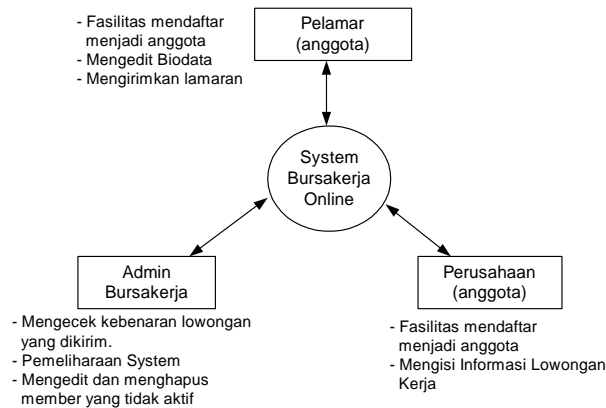 - Fasilitas mendaftar
menjadi anggota
- Mengedit Biodata
- Mengirimkan lamaran
Pelamar
(anggota)
System
Bursakerja
Online
Admin
Bursakerja
- Mengecek kebenaran lowongan
yang dikirim.
- Pemeliharaan System
- Mengedit dan menghapus
member yang tidak aktif
Perusahaan
(anggota)
- Fasilitas mendaftar
menjadi anggota
- Mengisi Informasi Lowongan
Kerja